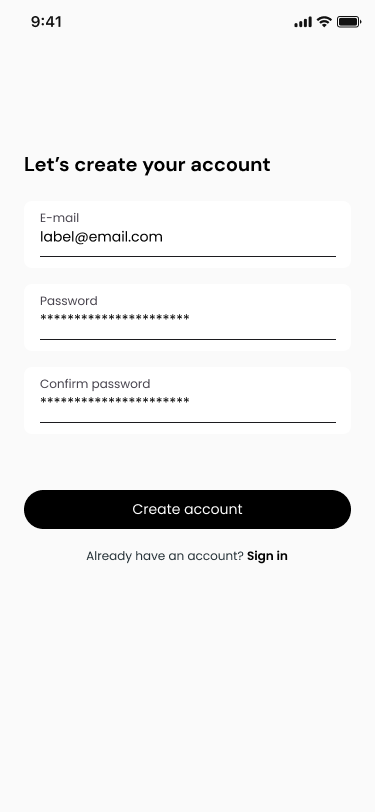 9:41
Let’s create your account
E-mail
label@email.com
Password
**********************
Confirm password
**********************
Create account
Already have an account? Sign in